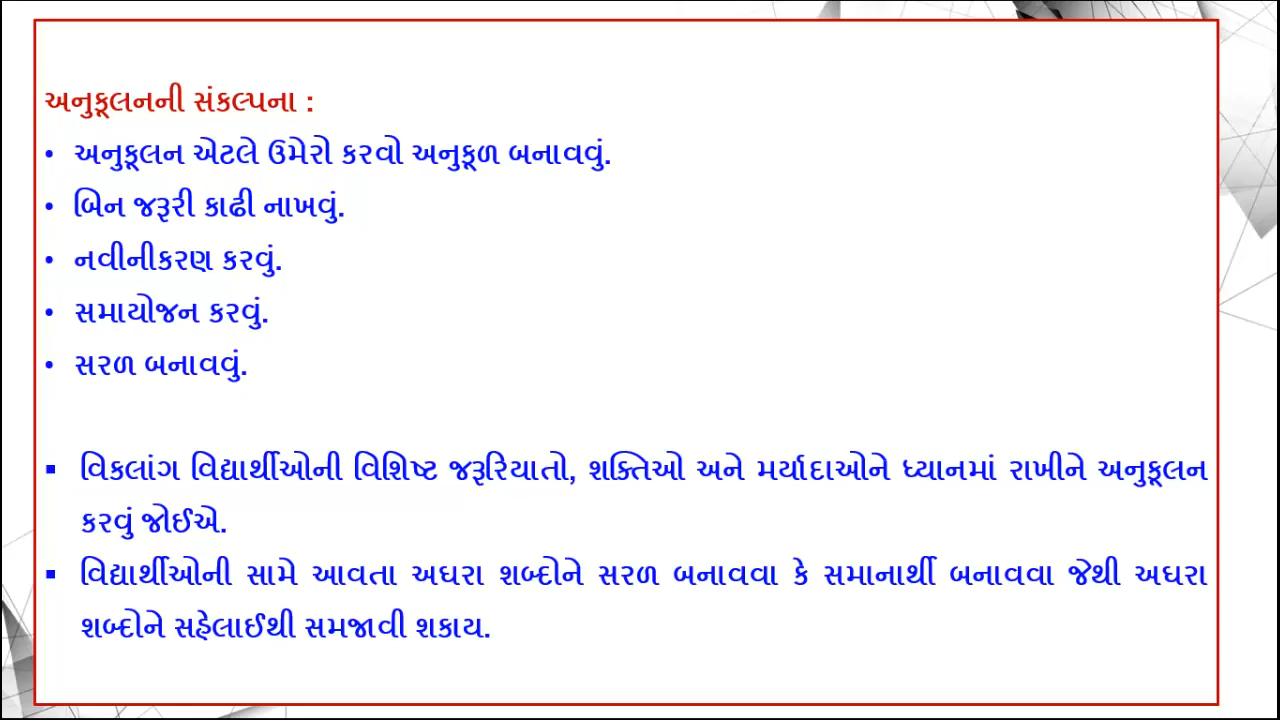 અનુકૂલનની સંકલ્પના :
• અનુકૂલન એટલે ઉમેરો કરવો અનુકૂળ બનાવવું.
• બિન જરૂરી કાઢી નાખવું.
• નવીનીકરણ કરવું.
• સમાયોજન કરવું.
• સરળ બનાવવું.
▪ વિકલાંગ વિદ્યાર્થીઓની વિશિષ્ટ જરૂરિયાતો, શક્તિઓ અને મર્યાદાઓને ધ્યાનમાં રાખીને અનુકૂલન
કરવું જોઈએ.
▪ વિદ્યાર્થીઓની સામે આવતા અઘરા શબ્દોને સરળ બનાવવા કે સમાનાર્થી બનાવવા જેથી અઘરા
શબ્દોને સહેલાઈથી સમજાવી શકાય.